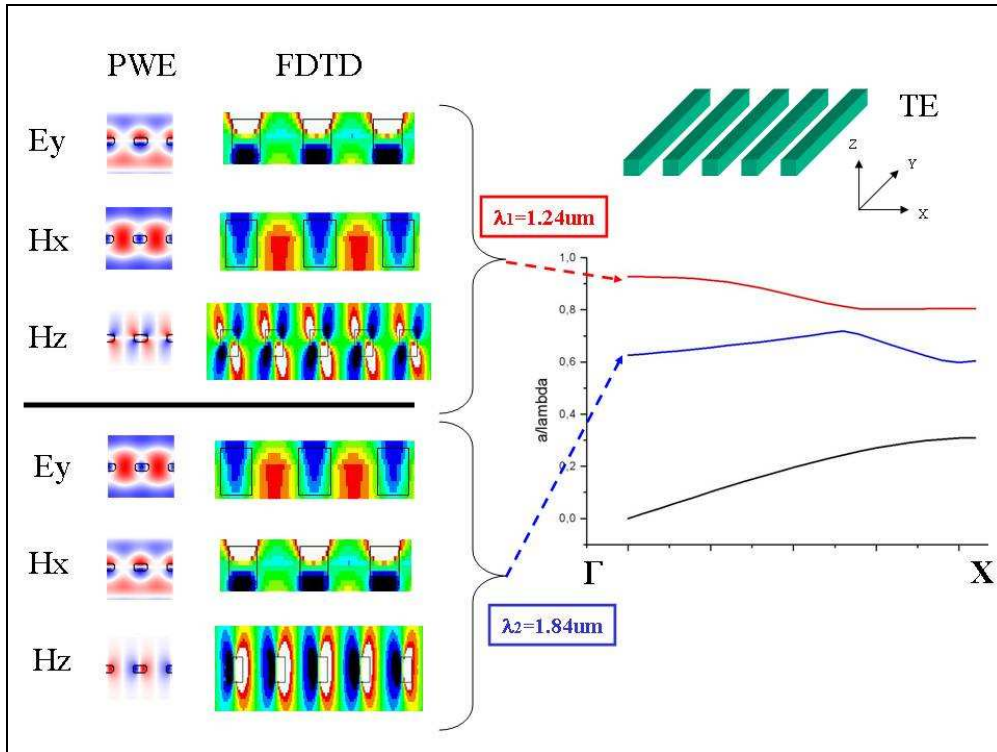 PWE
FDTD
Ey
Hx
Hz
Ey
Hx
Hz
λ1=1.24um
λ2=1.84um
TE
Z
Y
X
1,0
0,8
0,6
0,4
0,2
0,0
a/lambda
Γ
X